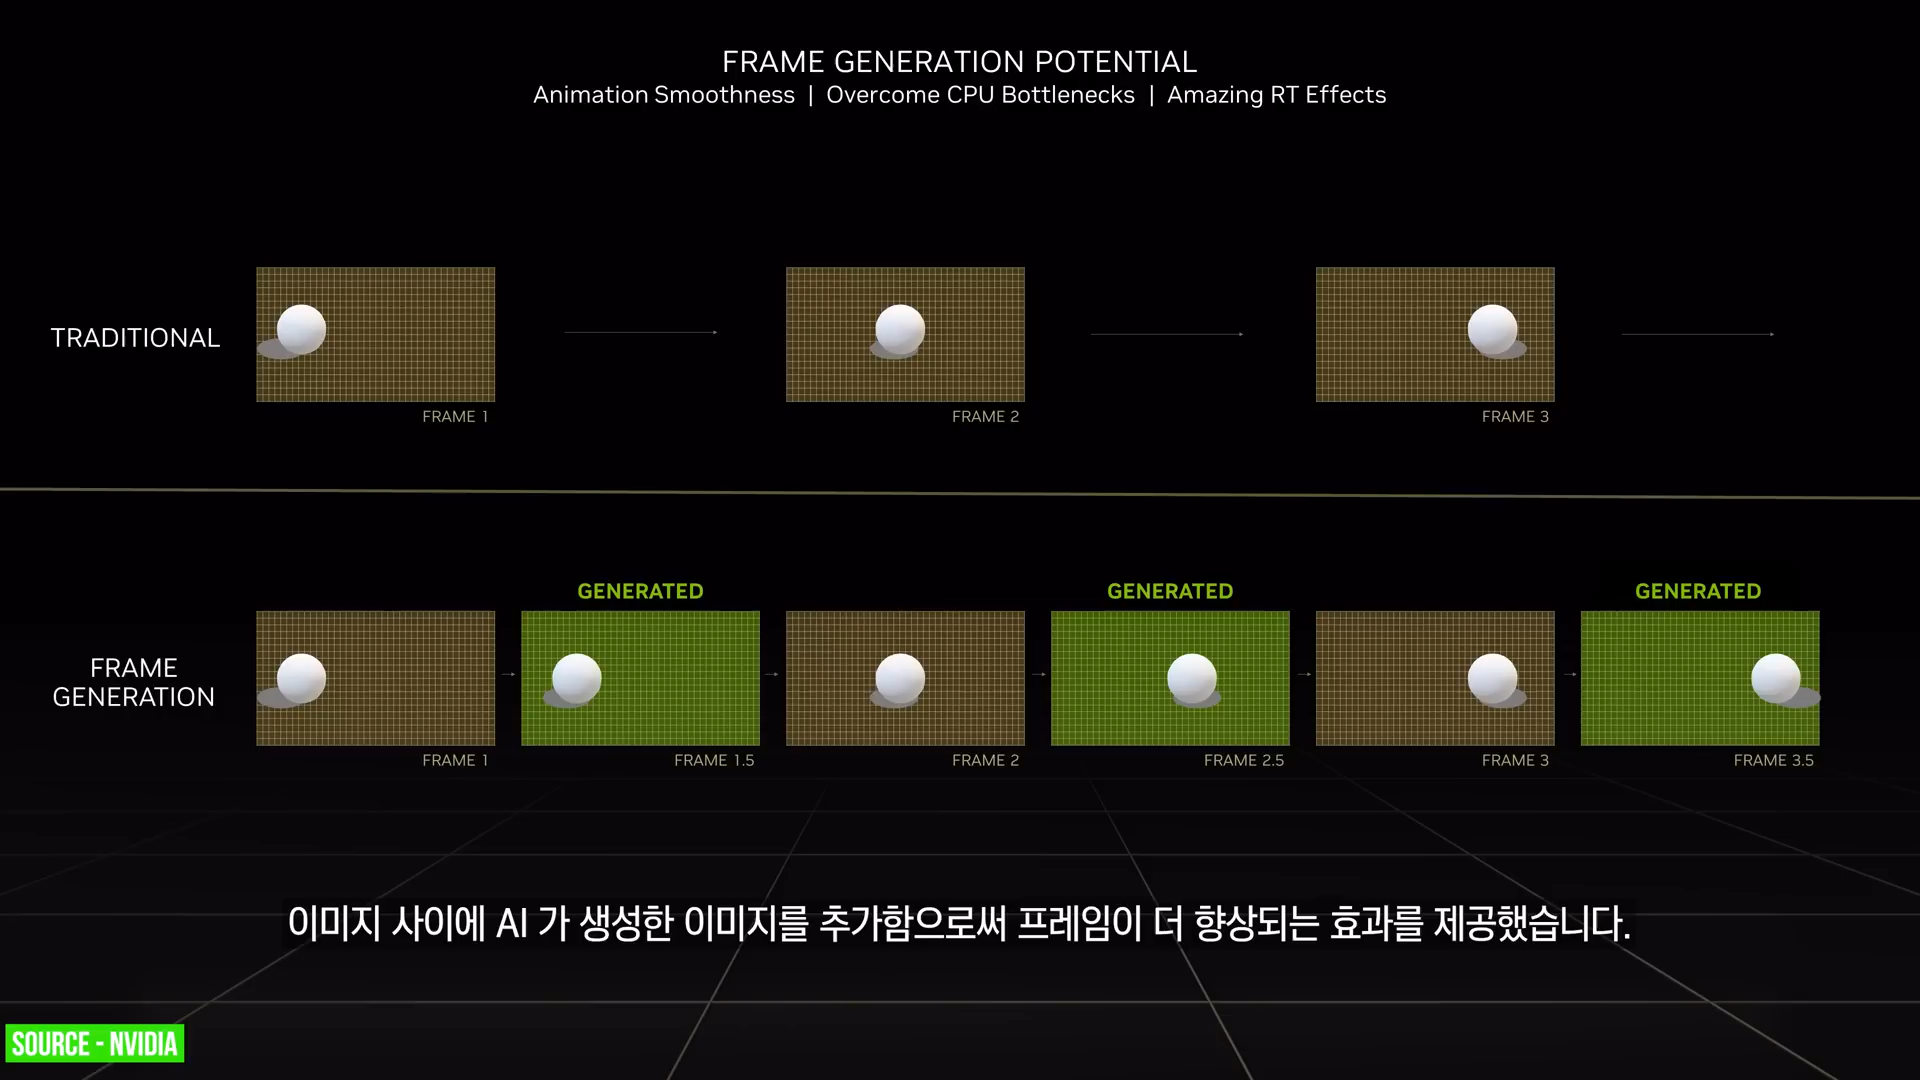 FRAME GENERATION POTENTIAL
Animation Smoothness | Overcome CPU Bottlenecks | Amazing RT Effects
TRADITIONAL
FRAME 1
FRAME 2
FRAME 3
GENERATED
GENERATED
GENERATED
FRAME
GENERATION
FRAME 1
FRAME 1.5
FRAME 2
FRAME 2.5
FRAME 3
FRAME 3.5
이미지 사이에 AI 가 생성한 이미지를 추가함으로써 프레임이 더 향상되는 효과를 제공했습니다.
SOURCE - NVIDIA